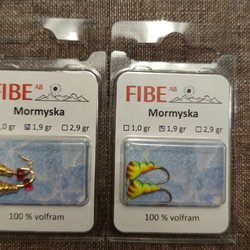 FIBE AB
Mormyska
1,0 gr 1,9 gr 2,9 gr
100 % volfram
FIBE AB
Mormyska
1,0 gr 1,9 gr 2,9 gr
100 % volfram